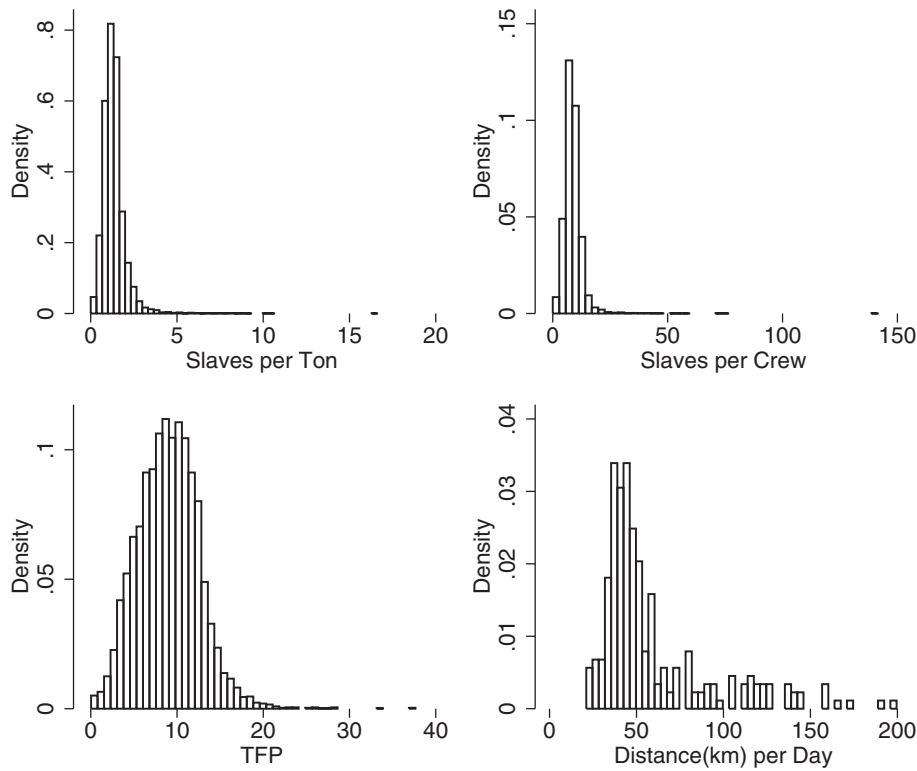 Density
.8
.6
.4
.2
0
0 5 10 15 20
Slaves per Ton
Density
.15
.1
.05
0
0 50 100 150
Slaves per Crew
Density
.1
.05
0
0 10 20 30 40
TFP
Density
.04
.03
.02
.01
0
0 50 100 150 200
Distance(km) per Day